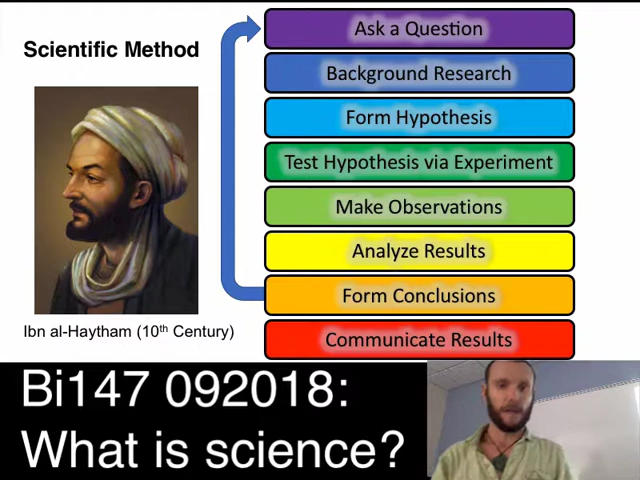 Scientific Method
Ask a Question
Background Research
Form Hypothesis
Test Hypothesis via Experiment
Make Observations
Analyze Results
Form Conclusions
Communicate Results
Ibn al-Haytham (10th Century)
Bi147 092018:
What is science?